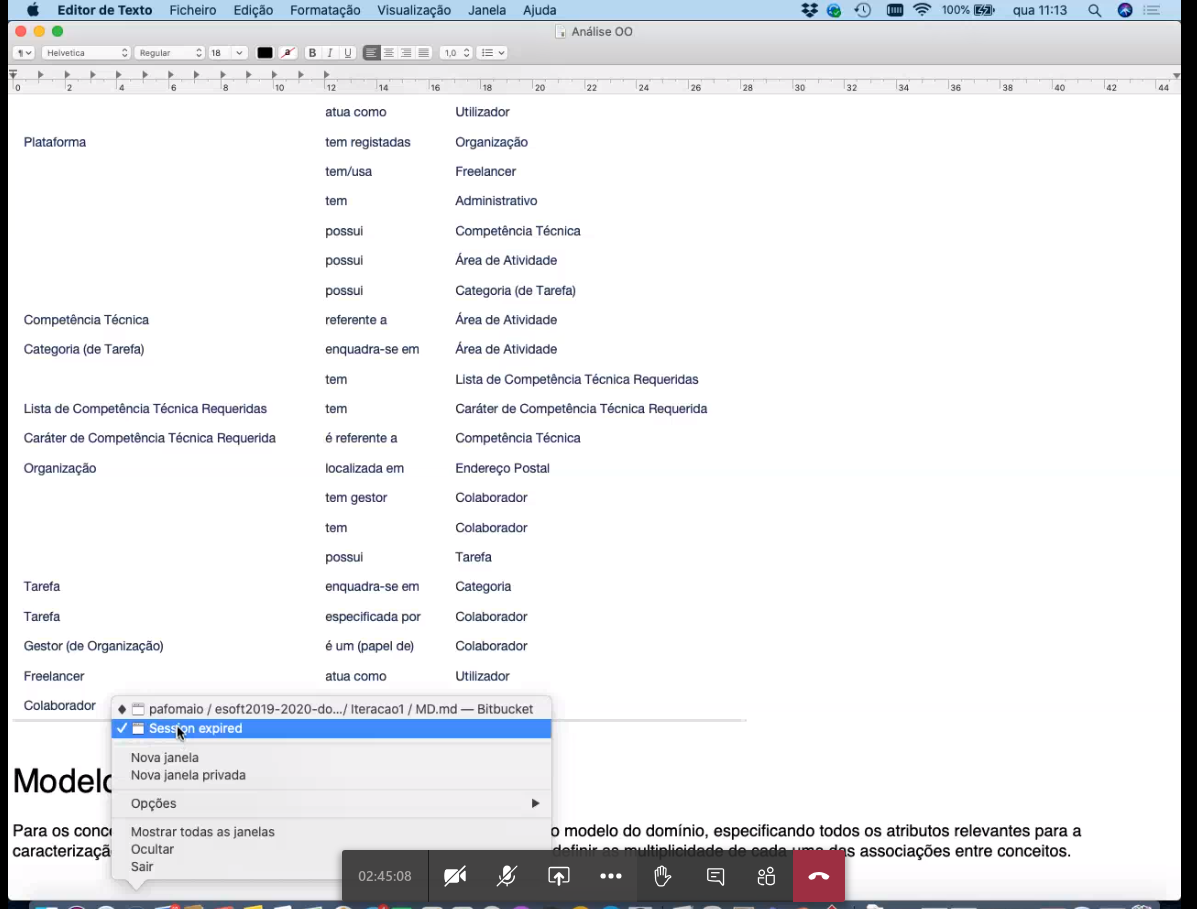 Editor de Texto Ficheiro Edição Formatação Visualização Janela Ajuda 100% qua 11:13
Análise OO
¶ Helvetica Regular 18 a B I U 1,0
0 2 4 6 8 10 12 14 16 18 20 22 24 26 28 30 32 34 36 38 40 42 44
atua como Utilizador
Plataforma tem registadas Organização
tem/usa Freelancer
tem Administrativo
possui Competência Técnica
possui Área de Atividade
possui Categoria (de Tarefa)
Competência Técnica referente a Área de Atividade
Categoria (de Tarefa) enquadra-se em Área de Atividade
tem Lista de Competência Técnica Requeridas
Lista de Competência Técnica Requeridas tem Caráter de Competência Técnica Requerida
Caráter de Competência Técnica Requerida é referente a Competência Técnica
Organização localizada em Endereço Postal
tem gestor Colaborador
tem Colaborador
possui Tarefa
Tarefa enquadra-se em Categoria
Tarefa especificada por Colaborador
Gestor (de Organização) é um (papel de) Colaborador
Freelancer atua como Utilizador
Colaborador
pafomaio / esoft2019-2020-do.../ Iteracao1 / MD.md — Bitbucket
Session expired
Nova janela
Nova janela privada
Opções
Mostrar todas as janelas
Ocultar
Sair
Modelo
Para os conc o modelo do domínio, especificando todos os atributos relevantes para a
caracterizaçã definir as multiplicidade de cada uma das associações entre conceitos.
02:45:08